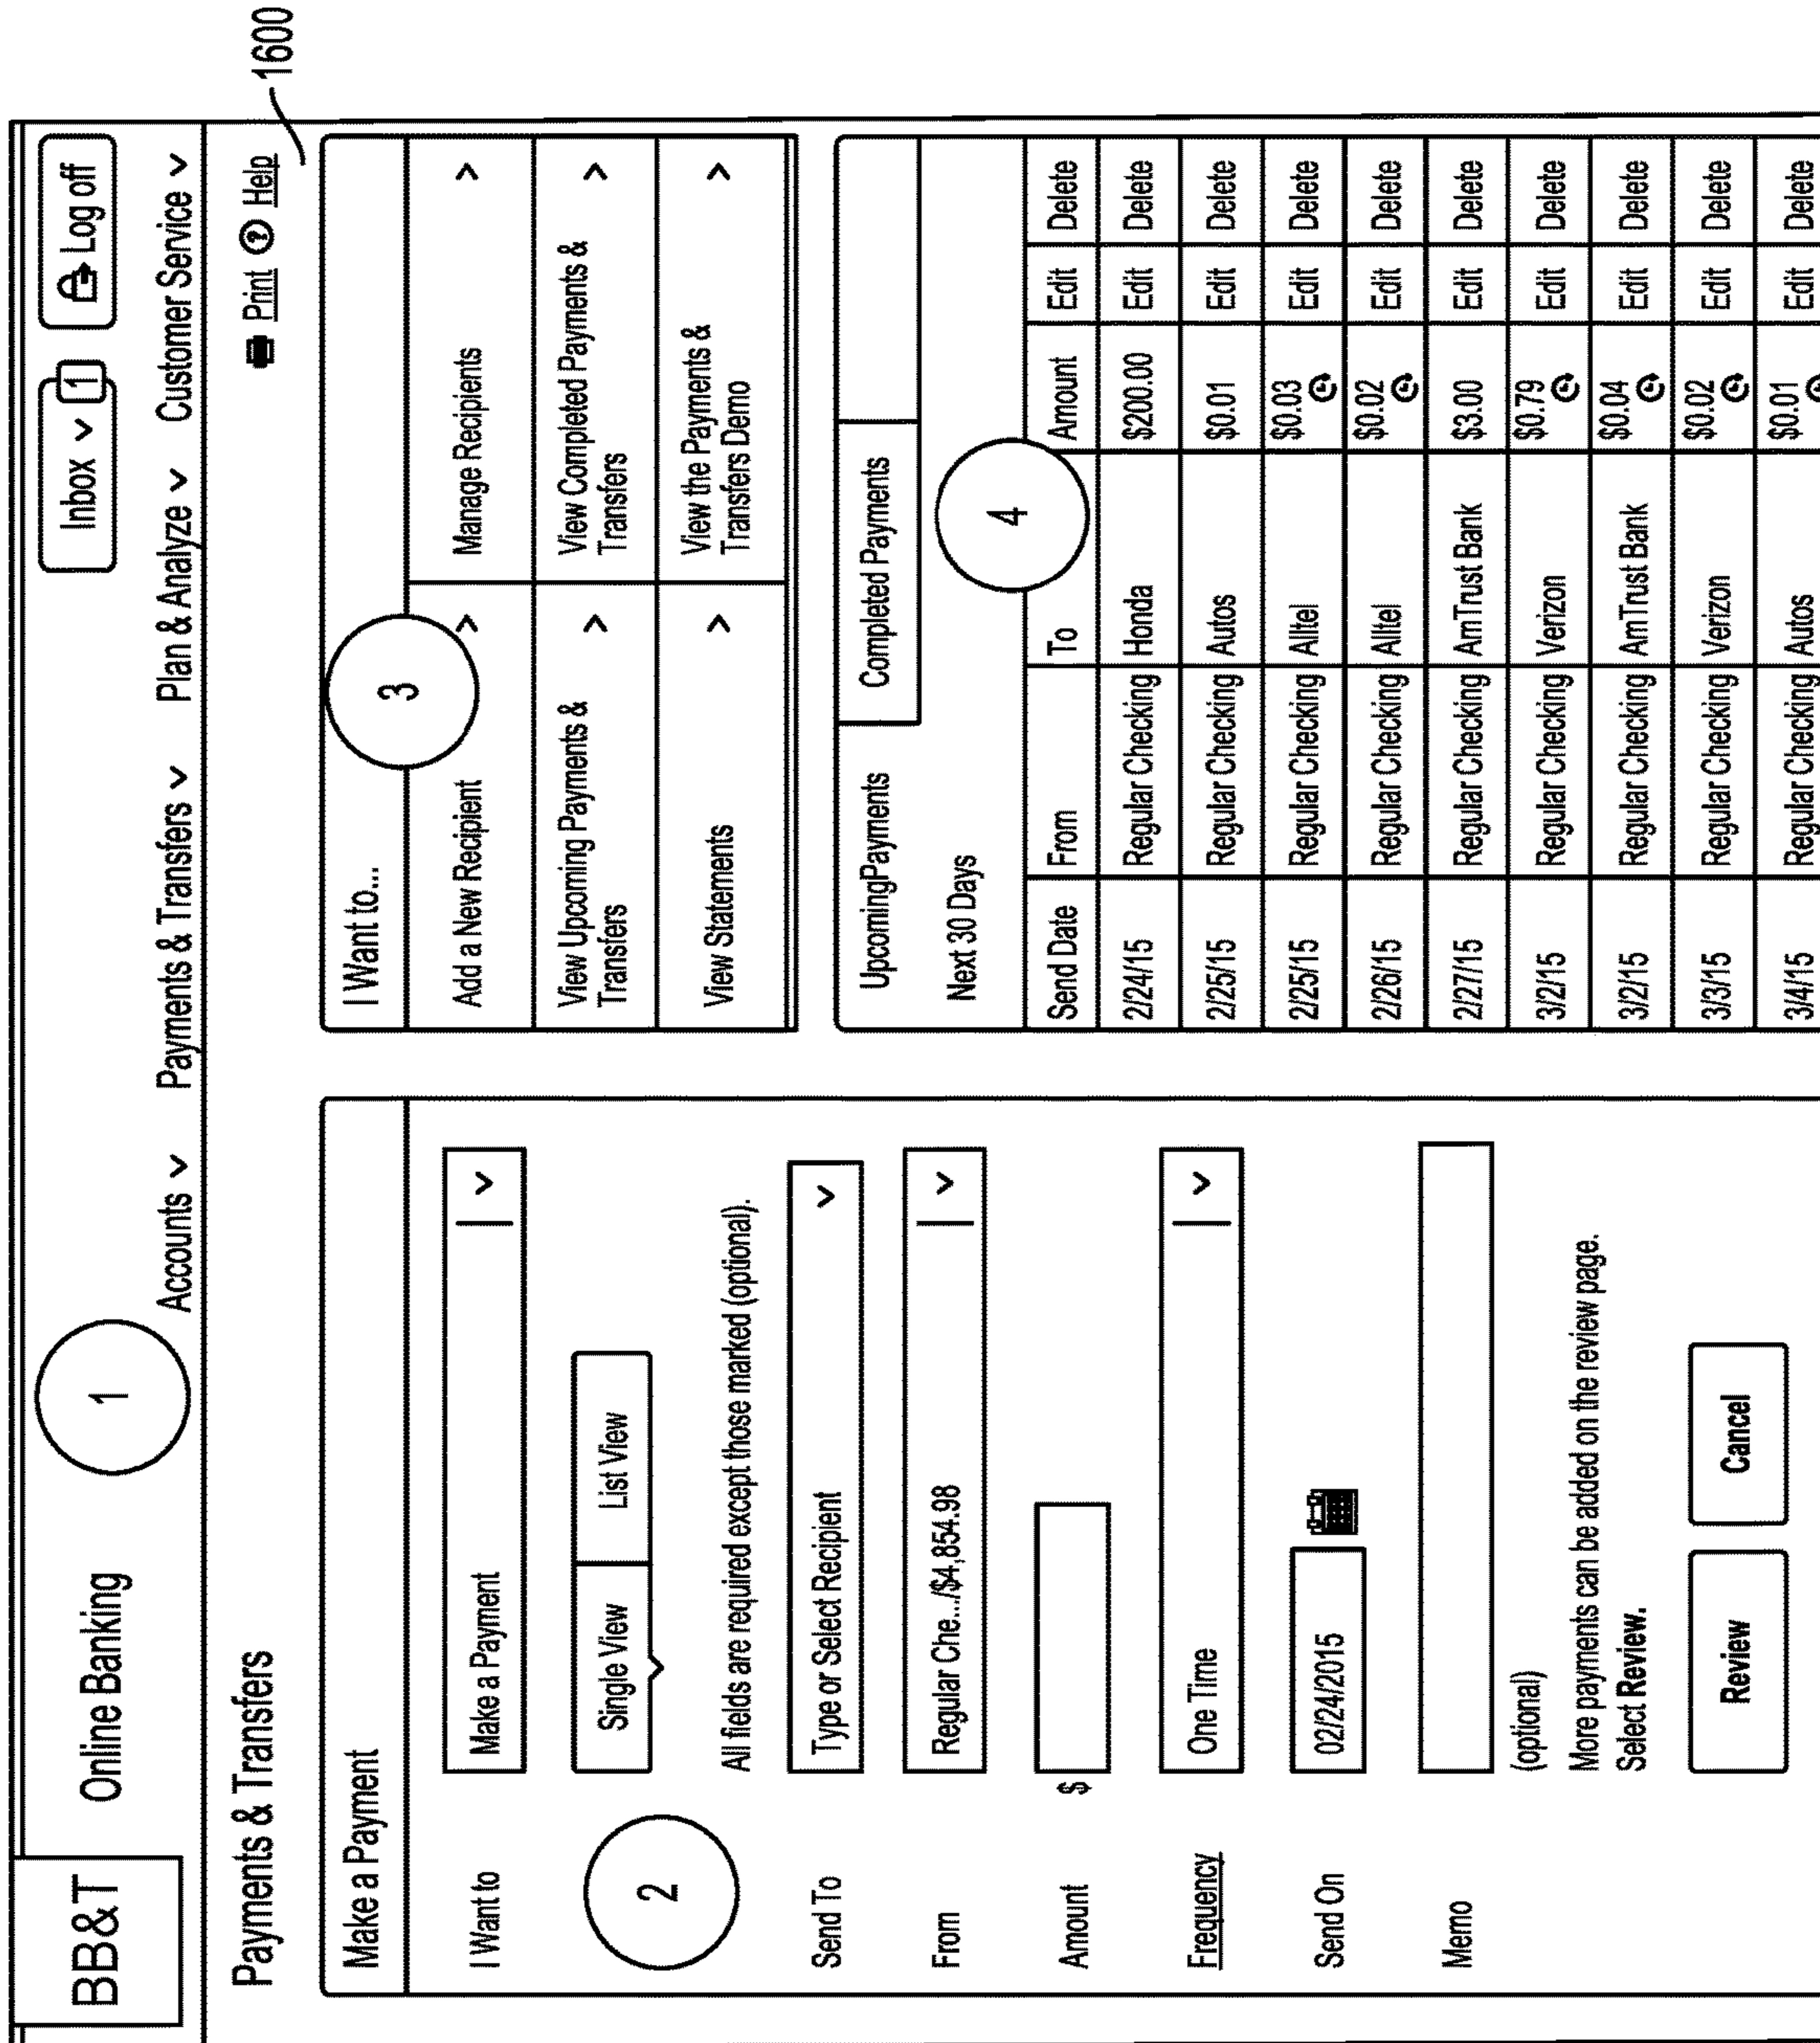 BB&T
Online Banking
1
Inbox 1
Log off
Accounts
Payments & Transfers
Plan & Analyze
Customer Service
Payments & Transfers
Print ? Help
1600
Make a Payment
I Want to
Make a Payment
2
Single View
List View
All fields are required except those marked (optional).
Send To
Type or Select Recipient
From
Regular Che.../$4,854.98
Amount
$
Frequency
One Time
Send On
02/24/2015
Memo
(optional)
More payments can be added on the review page.
Select Review.
Review
Cancel
I Want to...
3
Add a New Recipient >
Manage Recipients >
View Upcoming Payments &
Transfers >
View Completed Payments &
Transfers >
View Statements >
View the Payments &
Transfers Demo >
UpcomingPayments
Completed Payments
Next 30 Days
4
Send Date From To Amount Edit Delete
2/24/15 Regular Checking Honda $200.00 Edit Delete
2/25/15 Regular Checking Autos $0.01 Edit Delete
2/25/15 Regular Checking Alltel $0.03 Edit Delete
2/26/15 Regular Checking Alltel $0.02 Edit Delete
2/27/15 Regular Checking AmTrust Bank $3.00 Edit Delete
3/2/15 Regular Checking Verizon $0.79 Edit Delete
3/2/15 Regular Checking AmTrust Bank $0.04 Edit Delete
3/3/15 Regular Checking Verizon $0.02 Edit Delete
3/4/15 Regular Checking Autos $0.01 Edit Delete